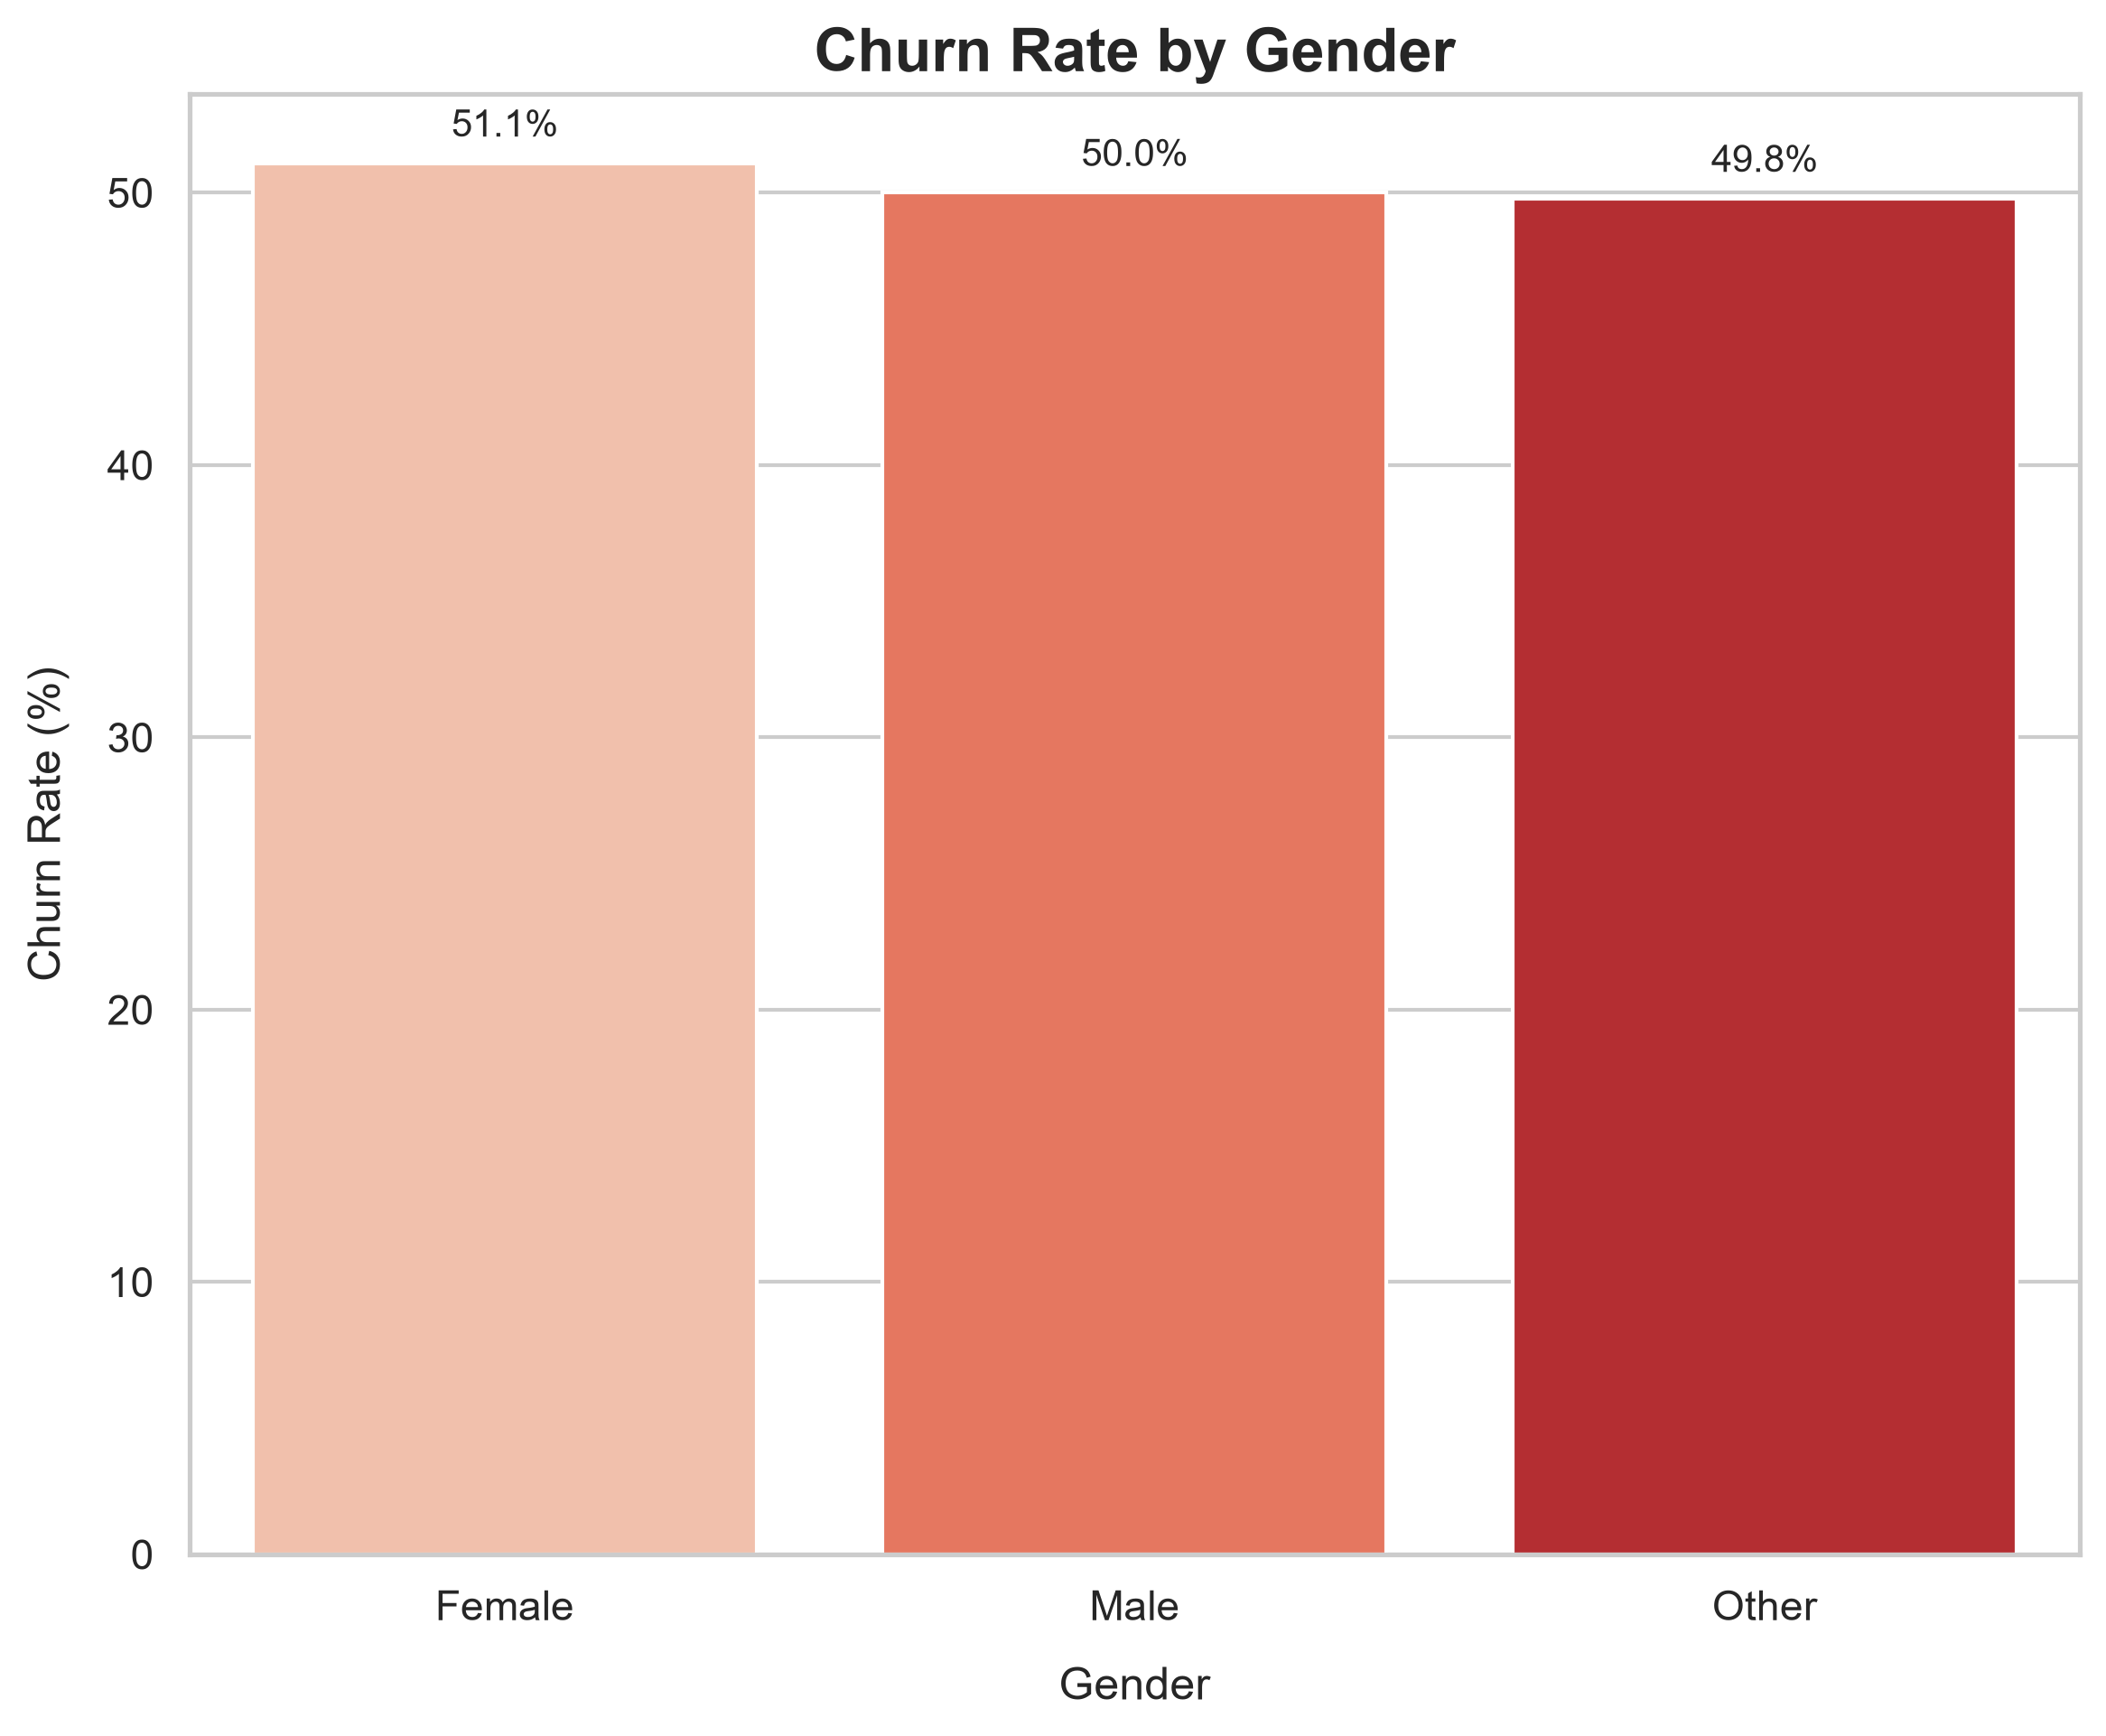 Churn Rate by Gender
51.1%
50.0%
49.8%
50
40
30
20
10
0
Churn Rate (%)
Female
Male
Other
Gender